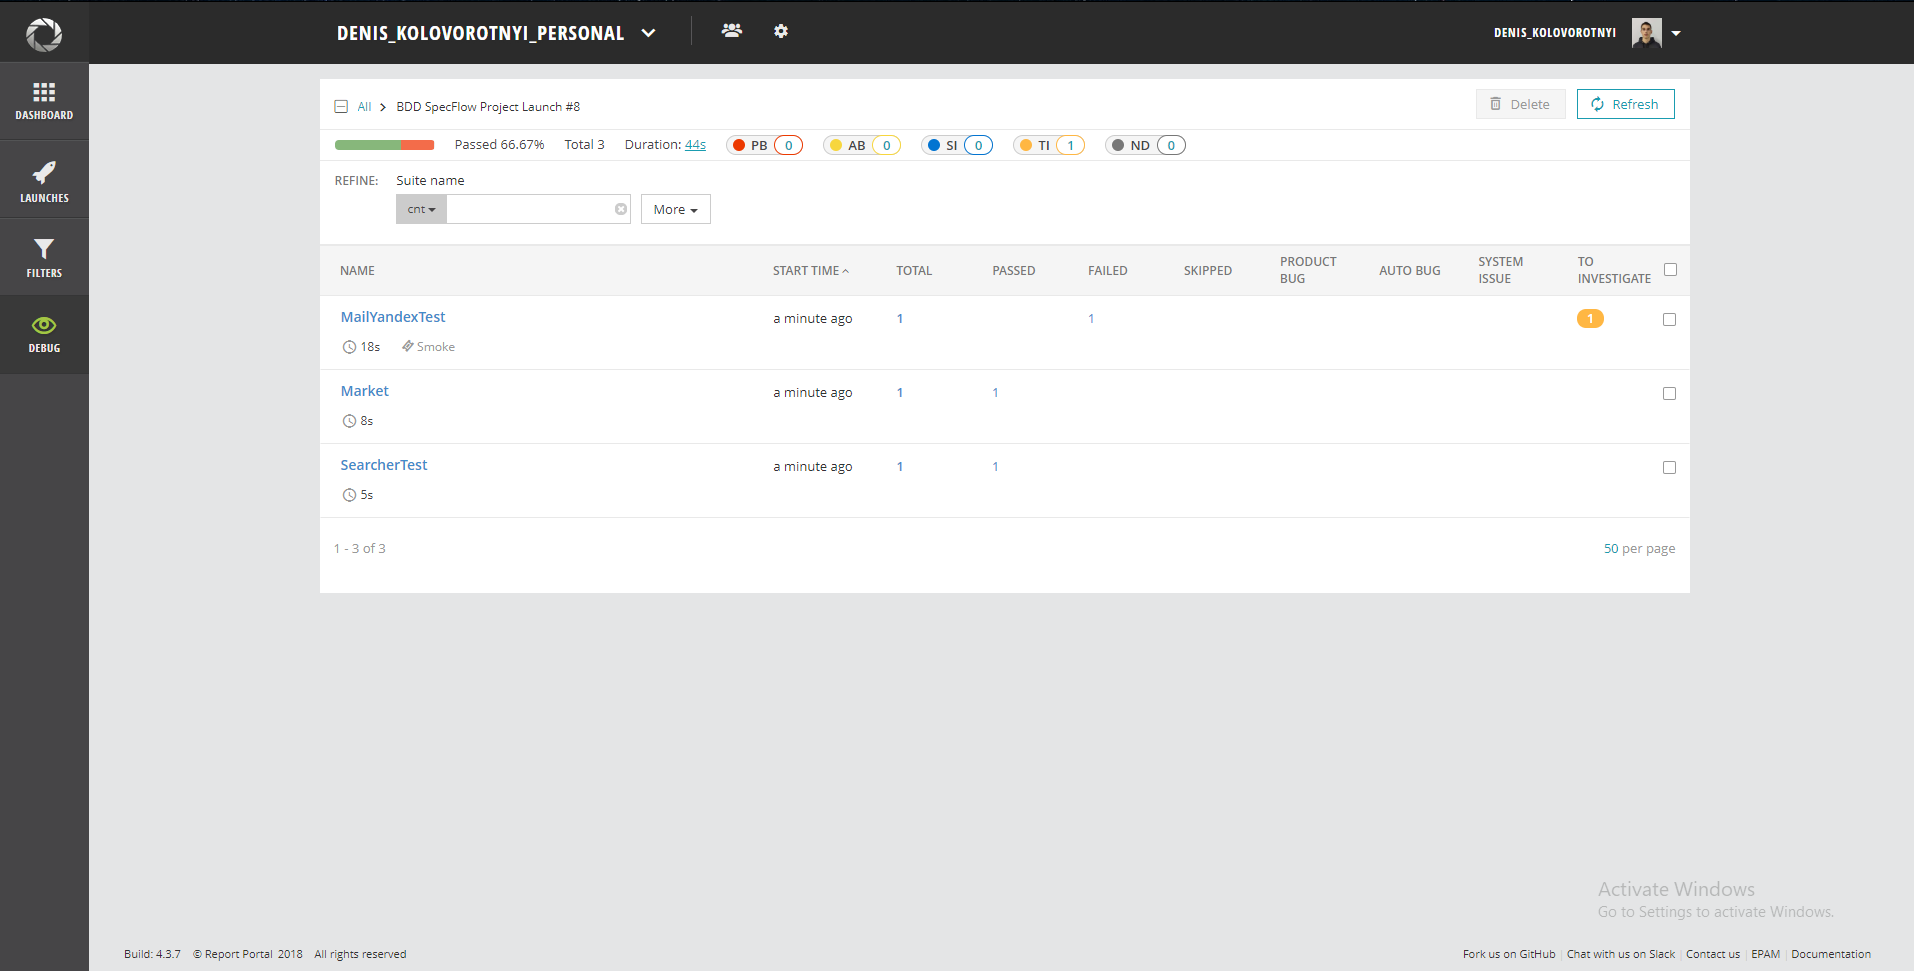 DENIS_KOLOVOROTNYI_PERSONAL
DENIS_KOLOVOROTNYI
DASHBOARD
LAUNCHES
FILTERS
DEBUG
All BDD SpecFlow Project Launch #8
Delete Refresh
Passed 66.67% Total 3 Duration: 44s PB 0 AB 0 SI 0 TI 1 ND 0
REFINE: Suite name
cnt More
NAME START TIME TOTAL PASSED FAILED SKIPPED PRODUCT BUG AUTO BUG SYSTEM ISSUE TO INVESTIGATE
MailYandexTest a minute ago 1 1 1
18s Smoke
Market a minute ago 1 1
8s
SearcherTest a minute ago 1 1
5s
1 - 3 of 3 50 per page
Activate Windows
Go to Settings to activate Windows.
Build: 4.3.7 © Report Portal 2018 All rights reserved
Fork us on GitHub Chat with us on Slack Contact us EPAM Documentation